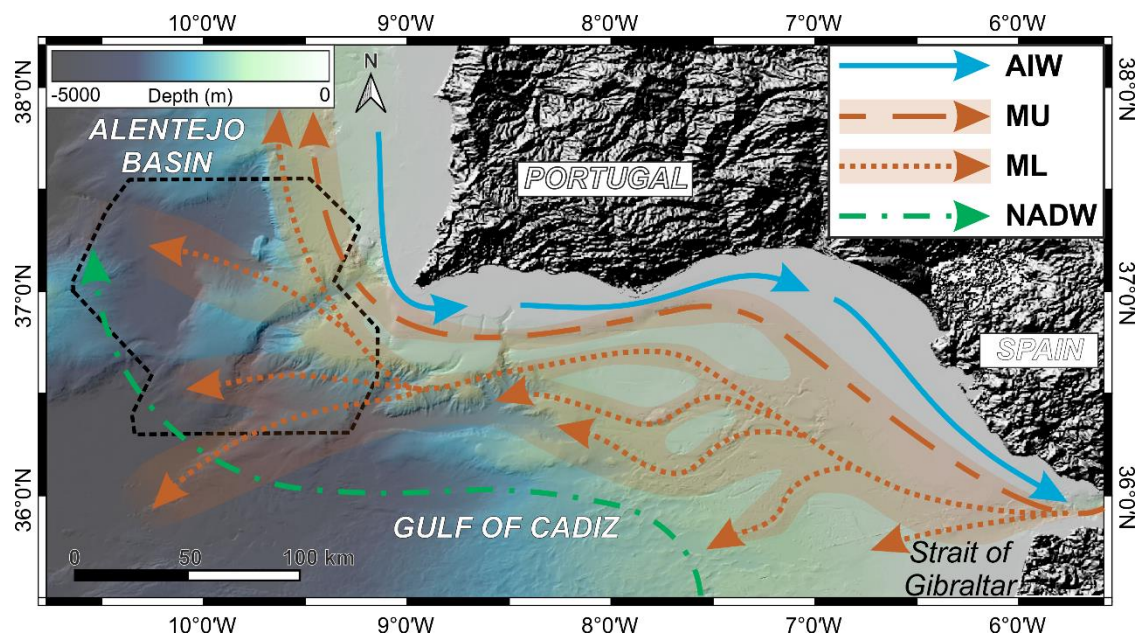 10°0'W 9°0'W 8°0'W 7°0'W 6°0'W
-5000 Depth (m) 0
N
AIW
MU
ML
NADW
38°0'N
38°0'N
ALENTEJO
BASIN
PORTUGAL
37°0'N
37°0'N
SPAIN
36°0'N
36°0'N
GULF OF CADIZ
0 50 100 km
Strait of
Gibraltar
10°0'W 9°0'W 8°0'W 7°0'W 6°0'W